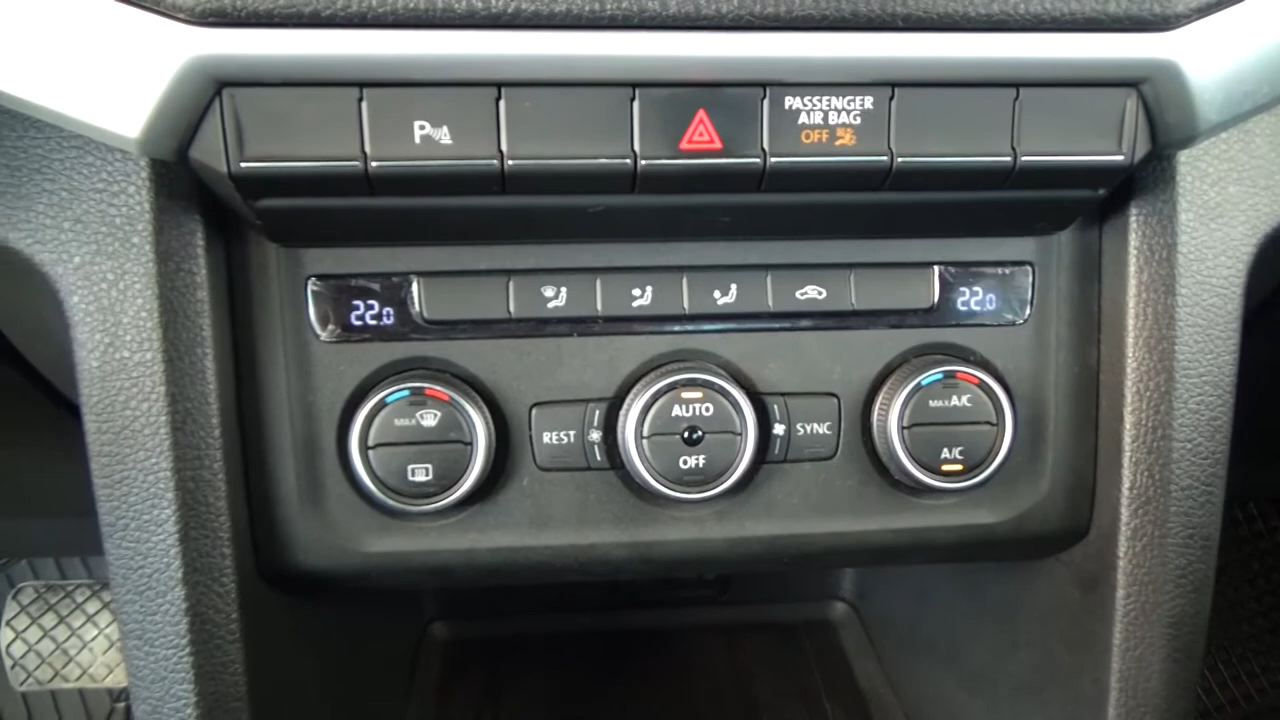 P
PASSENGER
AIR BAG
OFF
22.0
22.0
MAX
REST
AUTO
OFF
SYNC
MAX A/C
A/C